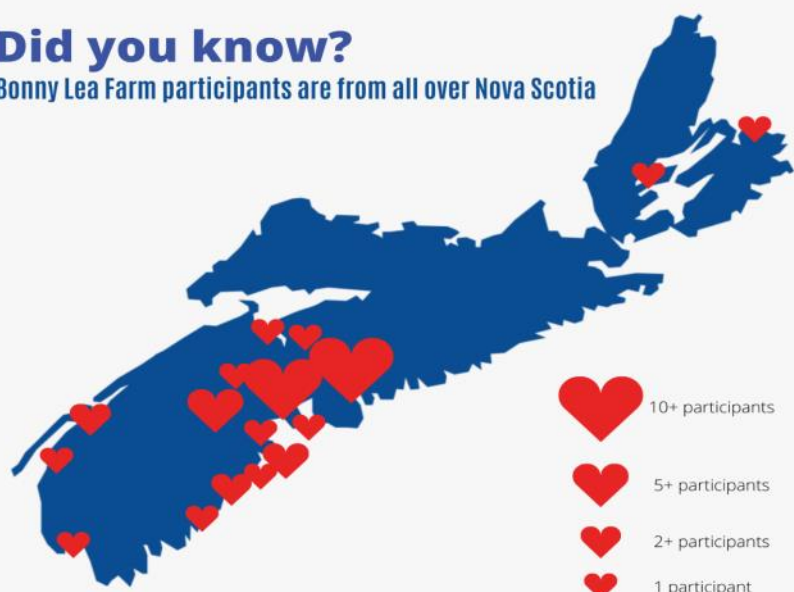 Did you know?
Bonny Lea Farm participants are from all over Nova Scotia
10+ participants
5+ participants
2+ participants
1 participant